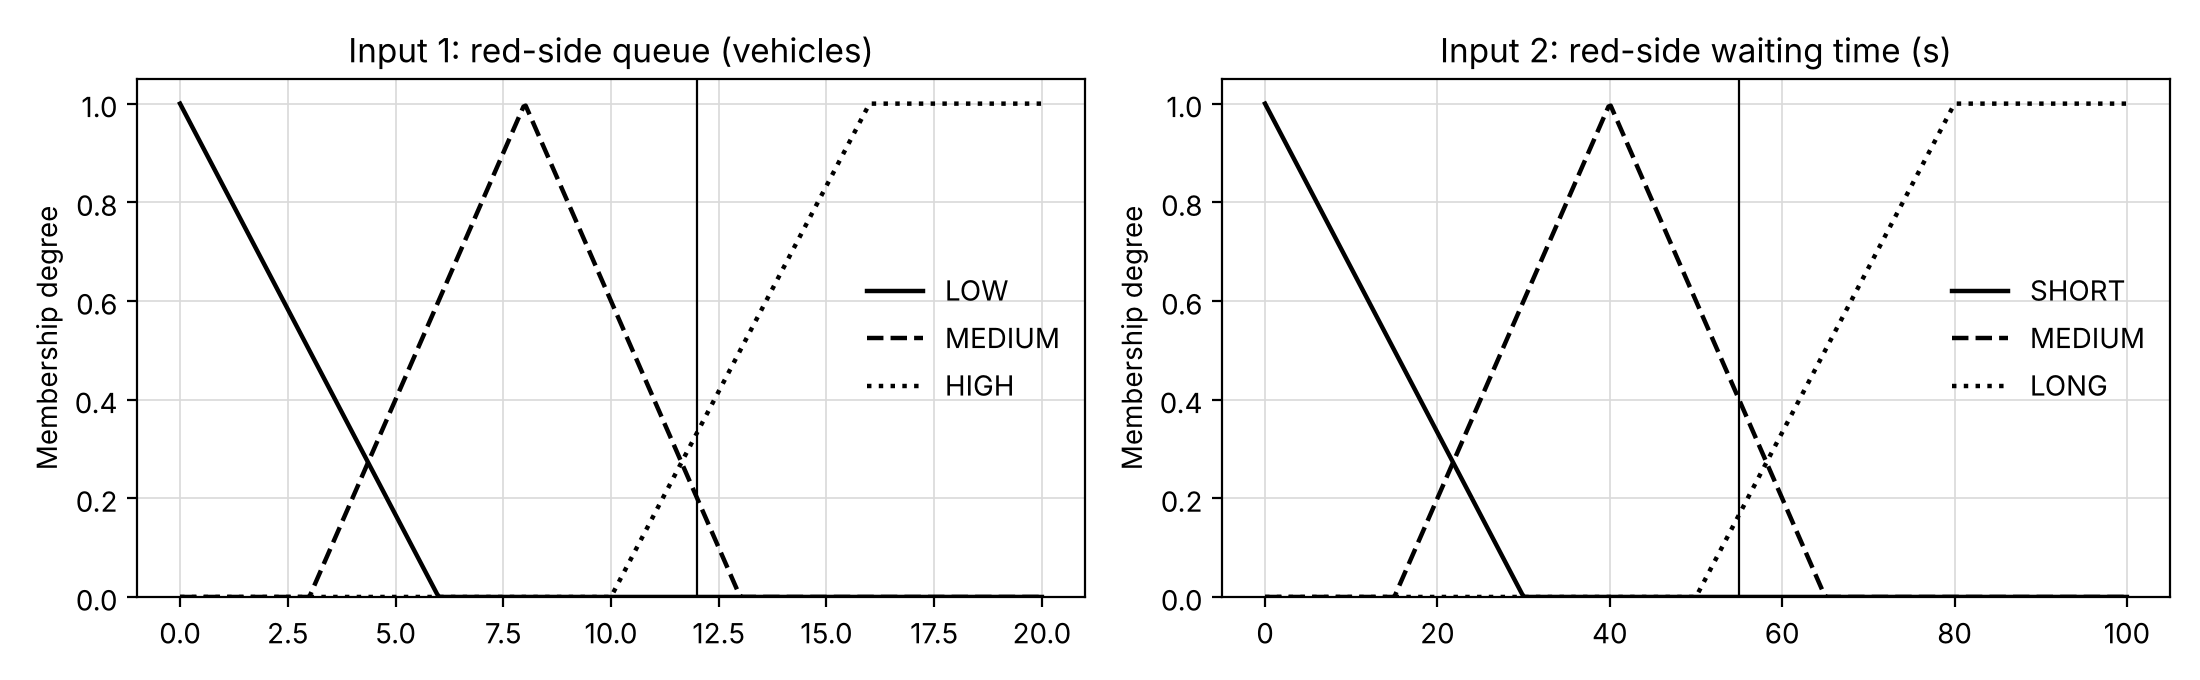 Input 1: red-side queue (vehicles)
Membership degree
1.0
0.8
0.6
0.4
0.2
0.0
0.0 2.5 5.0 7.5 10.0 12.5 15.0 17.5 20.0
LOW
MEDIUM
HIGH
Input 2: red-side waiting time (s)
Membership degree
1.0
0.8
0.6
0.4
0.2
0.0
0 20 40 60 80 100
SHORT
MEDIUM
LONG